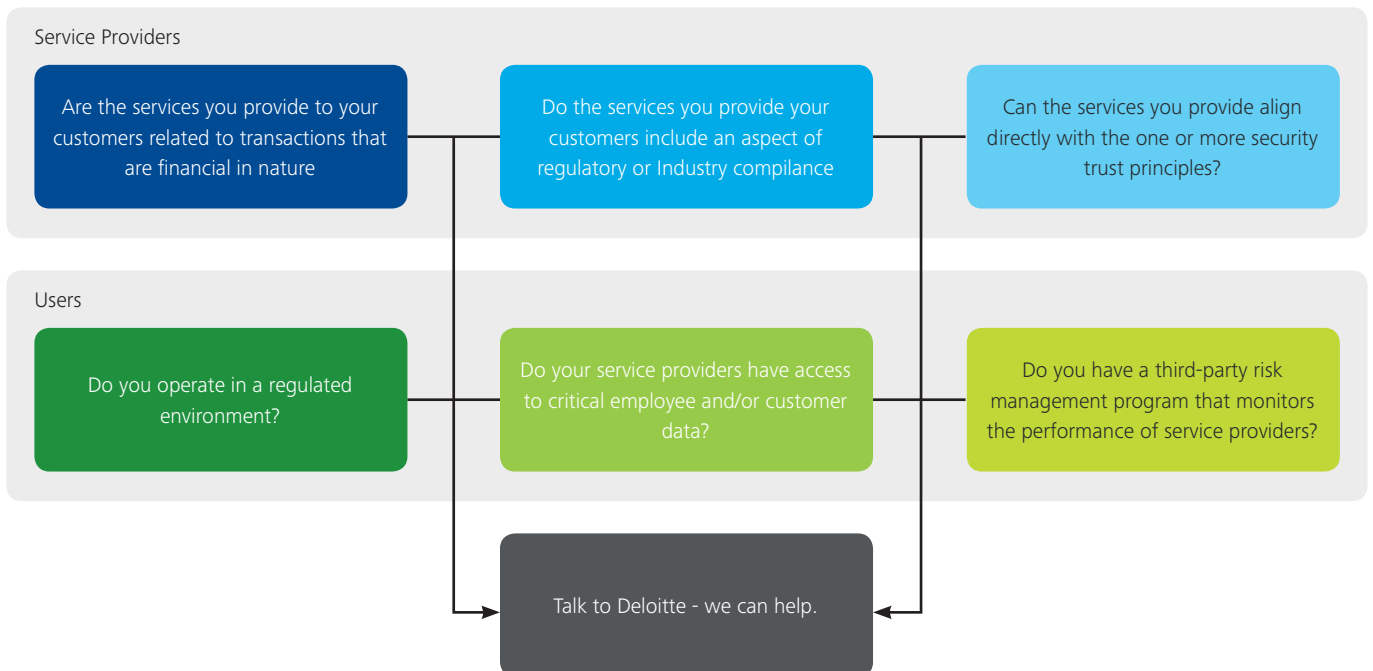 Service Providers
Are the services you provide to your
customers related to transactions that
are financial in nature
Do the services you provide your
customers include an aspect of
regulatory or Industry compilance
Can the services you provide align
directly with the one or more security
trust principles?
Users
Do you operate in a regulated
environment?
Do your service providers have access
to critical employee and/or customer
data?
Do you have a third-party risk
management program that monitors
the performance of service providers?
Talk to Deloitte - we can help.